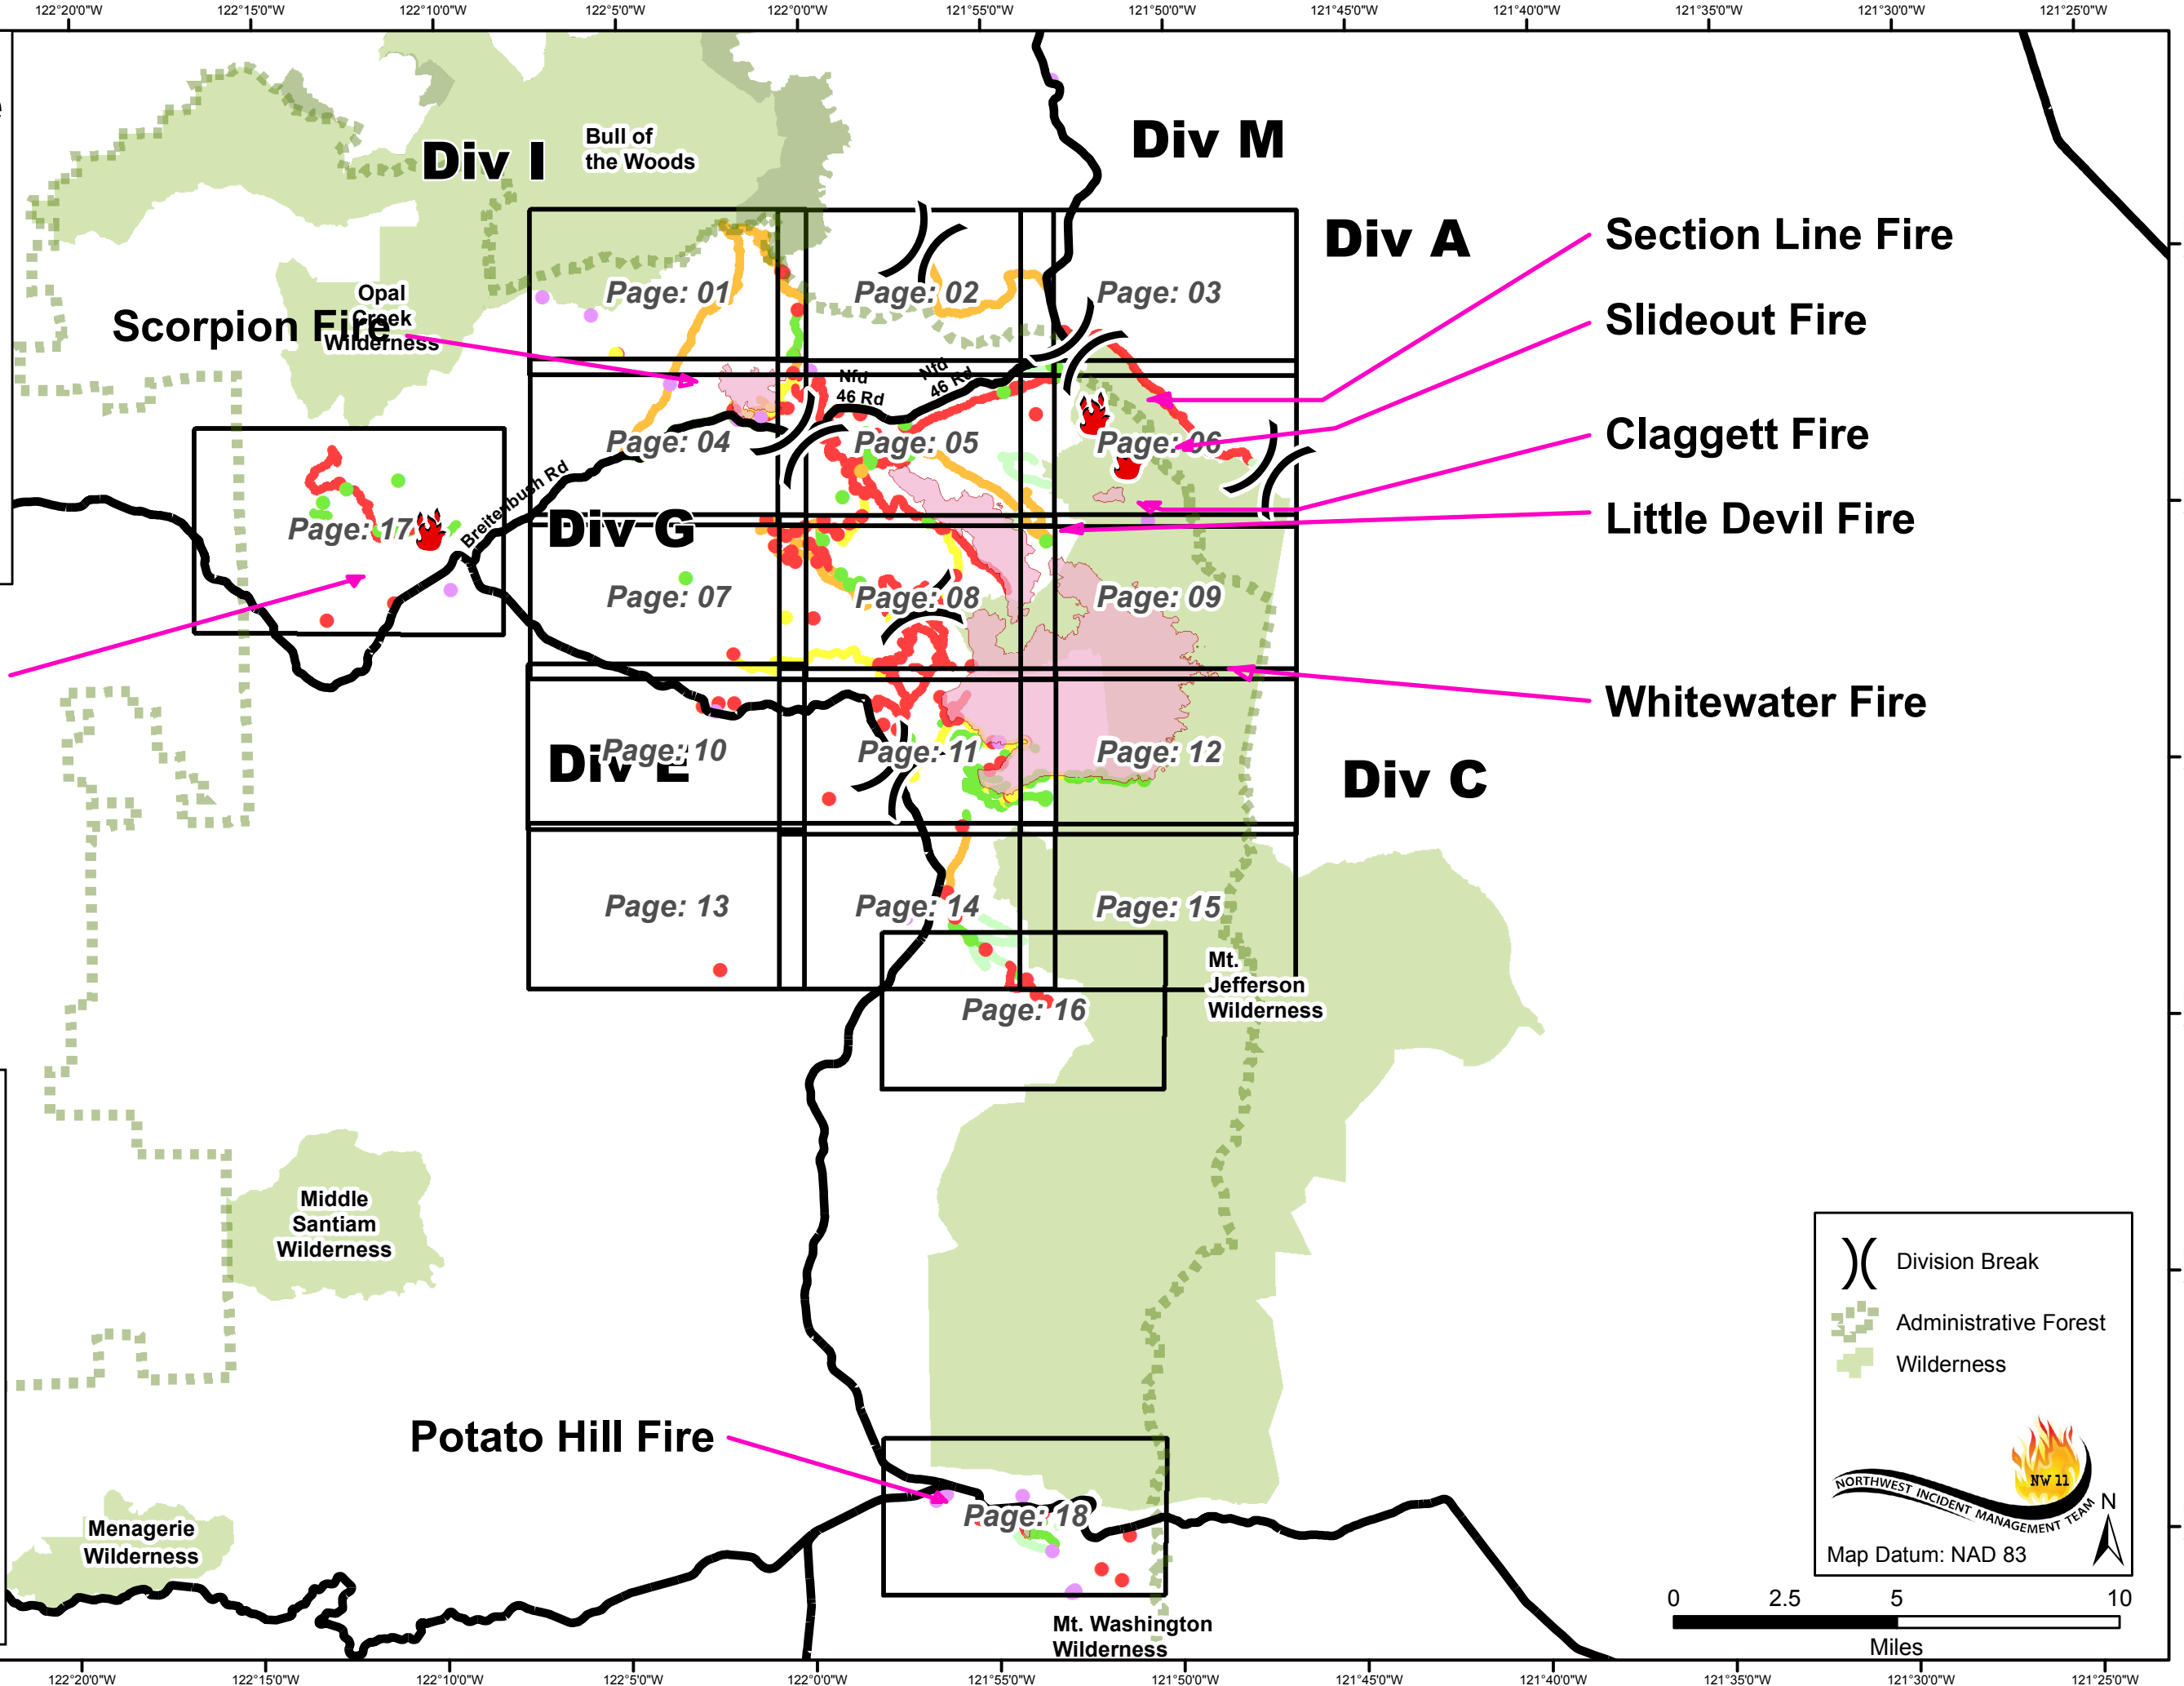 122°20'0"W 122°15'0"W 122°10'0"W 122°5'0"W 122°0'0"W 121°55'0"W 121°50'0"W 121°45'0"W 121°40'0"W 121°35'0"W 121°30'0"W 121°25'0"W
Div M
Bull of
the Woods
Div I
Div A
Section Line Fire
Page: 01
Page: 02
Page: 03
Opal
Creek
Wilderness
Scorpion Fire
Slideout Fire
Nfd
46 Rd
Nfd
46 Rd
Page: 04
Page: 05
Page: 06
Claggett Fire
Breitenbush Rd
Page: 17
Div G
Little Devil Fire
Page: 07
Page: 08
Page: 09
Whitewater Fire
Div E
Page: 10
Page: 11
Page: 12
Div C
Page: 13
Page: 14
Page: 15
Mt.
Jefferson
Wilderness
Page: 16
Middle
Santiam
Wilderness
Division Break
Administrative Forest
Wilderness
Potato Hill Fire
NW 11
NORTHWEST INCIDENT MANAGEMENT TEAM
N
Map Datum: NAD 83
Page: 18
Menagerie
Wilderness
0 2.5 5 10
Miles
Mt. Washington
Wilderness
122°20'0"W 122°15'0"W 122°10'0"W 122°5'0"W 122°0'0"W 121°55'0"W 121°50'0"W 121°45'0"W 121°40'0"W 121°35'0"W 121°30'0"W 121°25'0"W